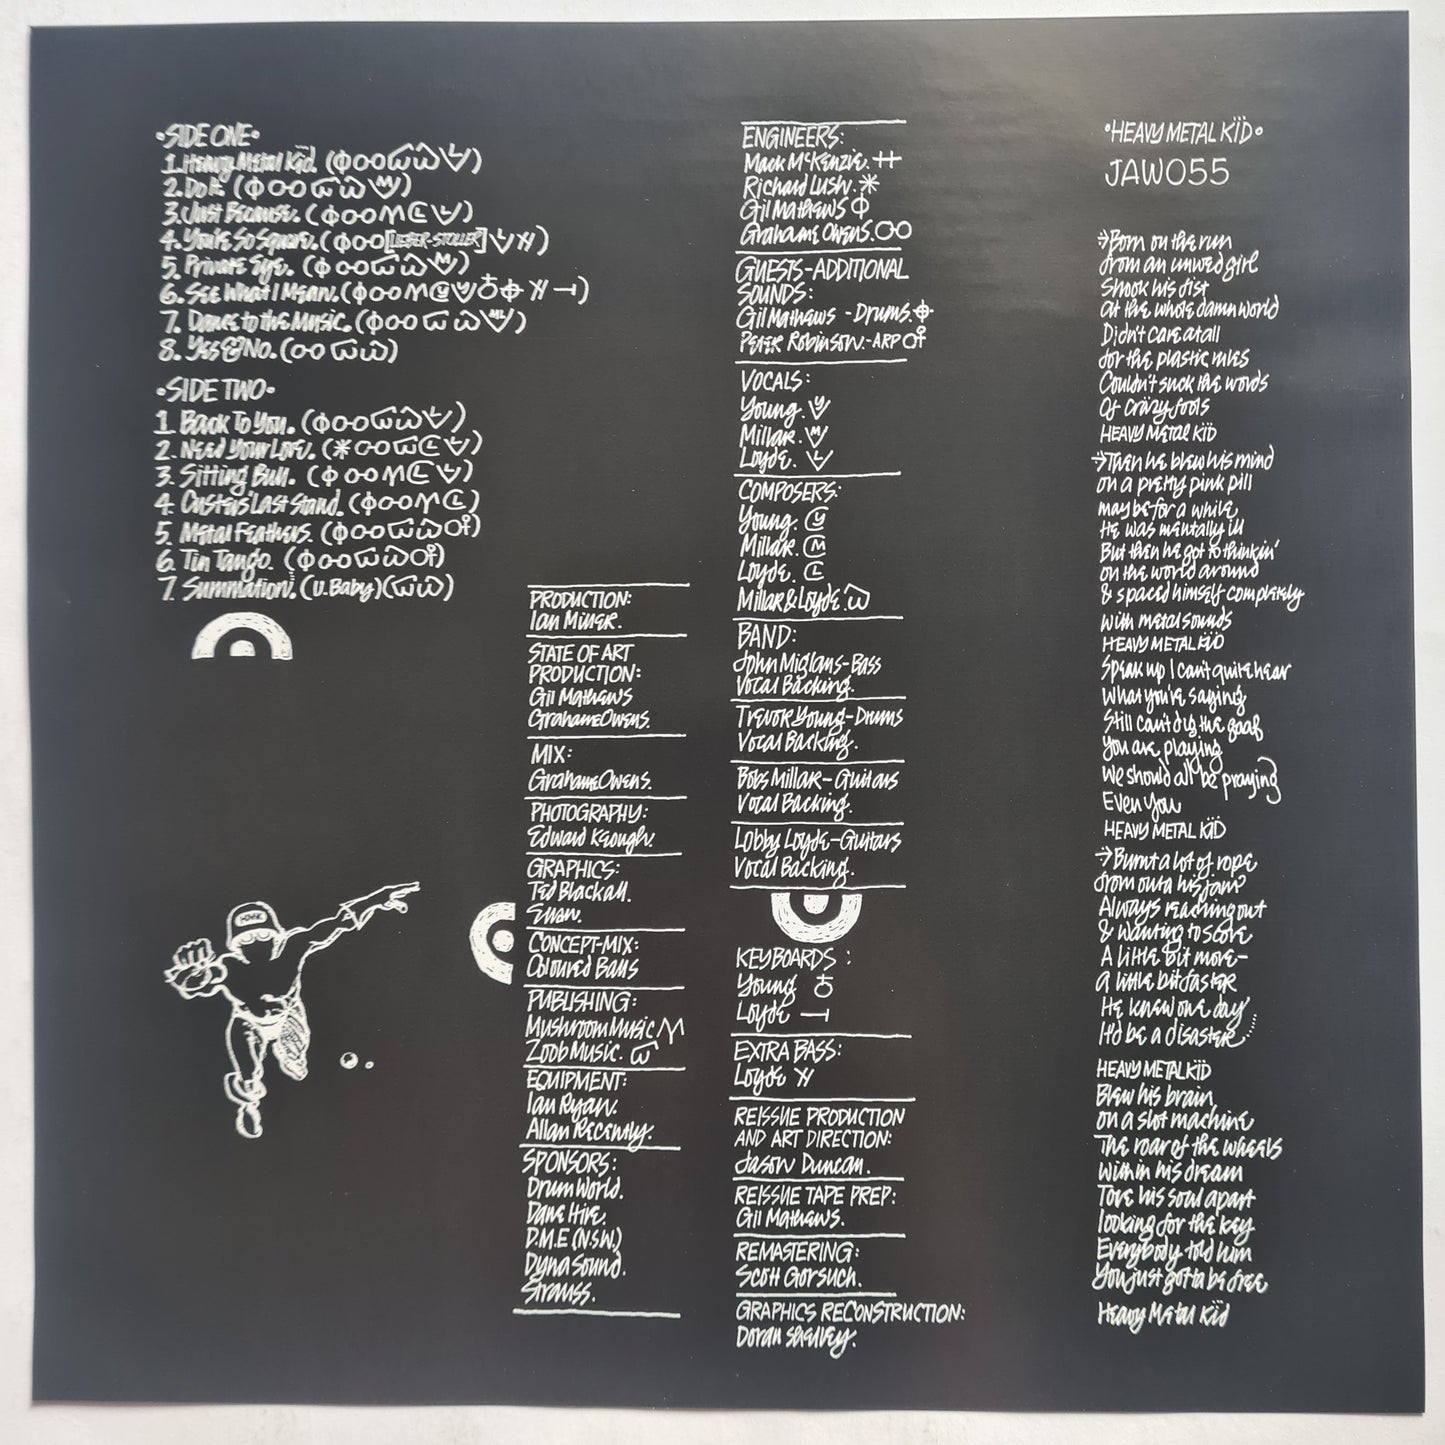 •SIDE ONE•
1. Heavy Metal Kïd. (
2. Do It. (
3. Just Because. (
4. You're So Square. ( [LIEBER-STOLLER]
5. Private Eye. (
6. See What I Mean. (
7. Dance to the Music. (
8. Yes & No. (
•SIDE TWO•
1. Back To You. (
2. Need Your Love. (
3. Sitting Bull. (
4. Custers' Last Stand. (
5. Metal Feathers. (
6. Tin Tango. (
7. Summation. (U. Baby) (
PRODUCTION:
Ian Miller.
STATE OF ART
PRODUCTION:
Gil Mathews
Grahame Owens.
MIX:
Grahame Owens.
PHOTOGRAPHY:
Edward Keough.
GRAPHICS:
Ted Blackall.
Euan.
CONCEPT-MIX:
Coloured Balls
PUBLISHING:
Mushroom Music
Zoob Music.
EQUIPMENT:
Ian Ryan.
Allan Recently.
SPONSORS:
Drum World.
Dane Hire.
D.M.E (N.S.W.)
Dyna Sound.
Strauss.
ENGINEERS:
Mack McKenzie.
Richard Lush.
Gil Mathews
Grahame Owens.
GUESTS-ADDITIONAL
SOUNDS:
Gil Mathews - Drums.
Peter Robinson.-ARP
VOCALS:
Young. Y
Millar. M
Loyde. L
COMPOSERS:
Young. Y
Millar. M
Loyde. L
Millar & Loyde.
BAND:
John Miglans-Bass
Vocal Backing.
Trevor Young-Drums
Vocal Backing.
Bobs Millar-Guitars
Vocal Backing.
Lobby Loyde-Guitars
Vocal Backing.
KEYBOARDS:
Young
Loyde
EXTRA BASS:
Loyde
REISSUE PRODUCTION
AND ART DIRECTION:
Jason Duncan.
REISSUE TAPE PREP:
Gil Mathews.
REMASTERING:
Scott Gorsuch.
GRAPHICS RECONSTRUCTION:
Doran Shelvey.
•HEAVY METAL KÏD•
JAW055
→Born on the run
from an unwed girl
Shook his fist
at the whole damn world
Didn't care at all
for the plastic rules
Couldn't suck the words
Of crazy fools
HEAVY METAL KÏD
→Then he blew his mind
on a pretty pink pill
maybe for a while
He was mentally ill
But then he got to thinkin'
on the world around
& spaced himself completely
with metal sounds
HEAVY METAL KÏD
Speak up I can't quite hear
What you're saying
Still can't dig the goal
You are, playing
We should all be praying
Even You
HEAVY METAL KÏD
→Burnt a lot of rope
from outa his jam?
Always reaching out
& wanting to score
A little bit more-
a little bit faster
He knew one day
It'd be a disaster......
HEAVY METAL KÏD
Blew his brain
on a slot machine
The roar of the wheels
within his dream
Tore his soul apart
looking for the key
Everybody told him
You just gotta be free
Heavy Metal Kïd